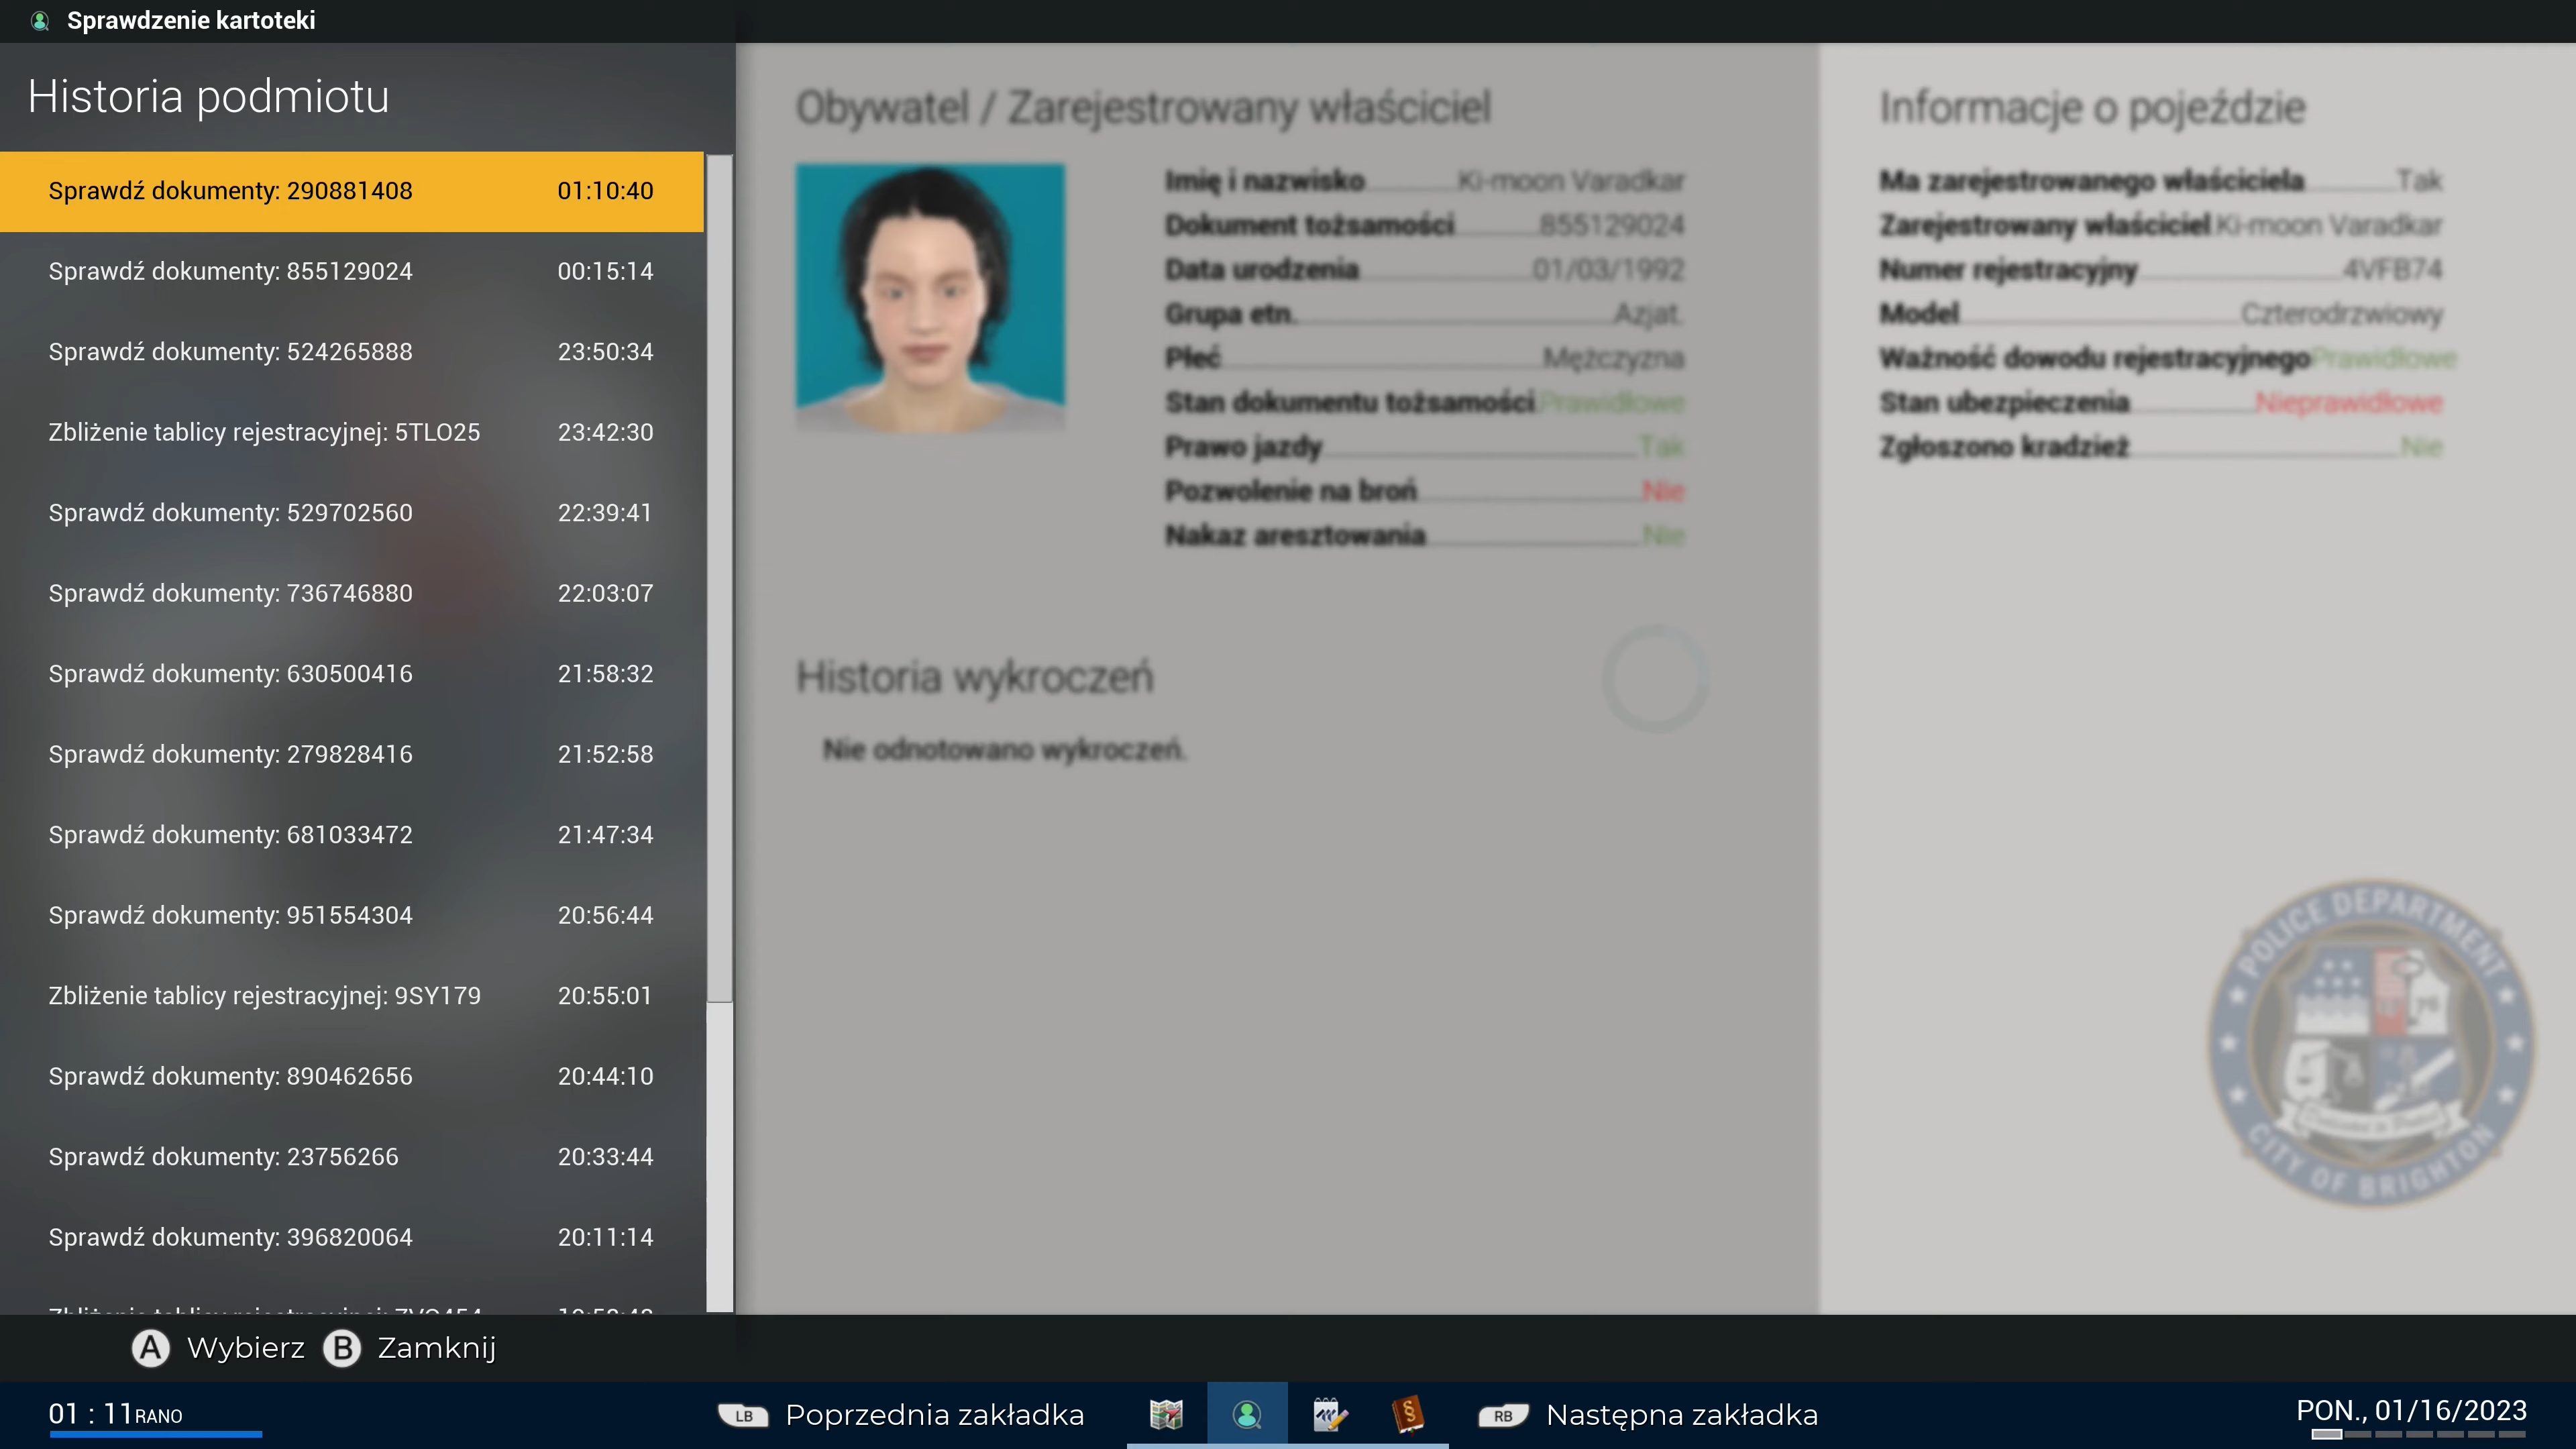 Sprawdzenie kartoteki
Historia podmiotu
Sprawdź dokumenty: 290881408 01:10:40
Sprawdź dokumenty: 855129024 00:15:14
Sprawdź dokumenty: 524265888 23:50:34
Zbliżenie tablicy rejestracyjnej: 5TLO25 23:42:30
Sprawdź dokumenty: 529702560 22:39:41
Sprawdź dokumenty: 736746880 22:03:07
Sprawdź dokumenty: 630500416 21:58:32
Sprawdź dokumenty: 279828416 21:52:58
Sprawdź dokumenty: 681033472 21:47:34
Sprawdź dokumenty: 951554304 20:56:44
Zbliżenie tablicy rejestracyjnej: 9SY179 20:55:01
Sprawdź dokumenty: 890462656 20:44:10
Sprawdź dokumenty: 23756266 20:33:44
Sprawdź dokumenty: 396820064 20:11:14
Obywatel / Zarejestrowany właściciel
Imię i nazwisko Ki-moon Varadkar
Dokument tożsamości 855129024
Data urodzenia 01/03/1992
Grupa etn. Azjat.
Płeć Mężczyzna
Stan dokumentu tożsamości Prawidłowe
Prawo jazdy Tak
Pozwolenie na broń Nie
Nakaz aresztowania Nie
Historia wykroczeń
Nie odnotowano wykroczeń.
Informacje o pojeździe
Ma zarejestrowanego właściciela Tak
Zarejestrowany właściciel Ki-moon Varadkar
Numer rejestracyjny 4VFB74
Model Czterodrzwiowy
Ważność dowodu rejestracyjnego Prawidłowe
Stan ubezpieczenia Nieprawidłowe
Zgłoszono kradzież Nie
POLICE DEPARTMENT
CITY OF BRIGHTON
A Wybierz B Zamknij
01 : 11 RANO
LB Poprzednia zakładka
RB Następna zakładka
PON., 01/16/2023